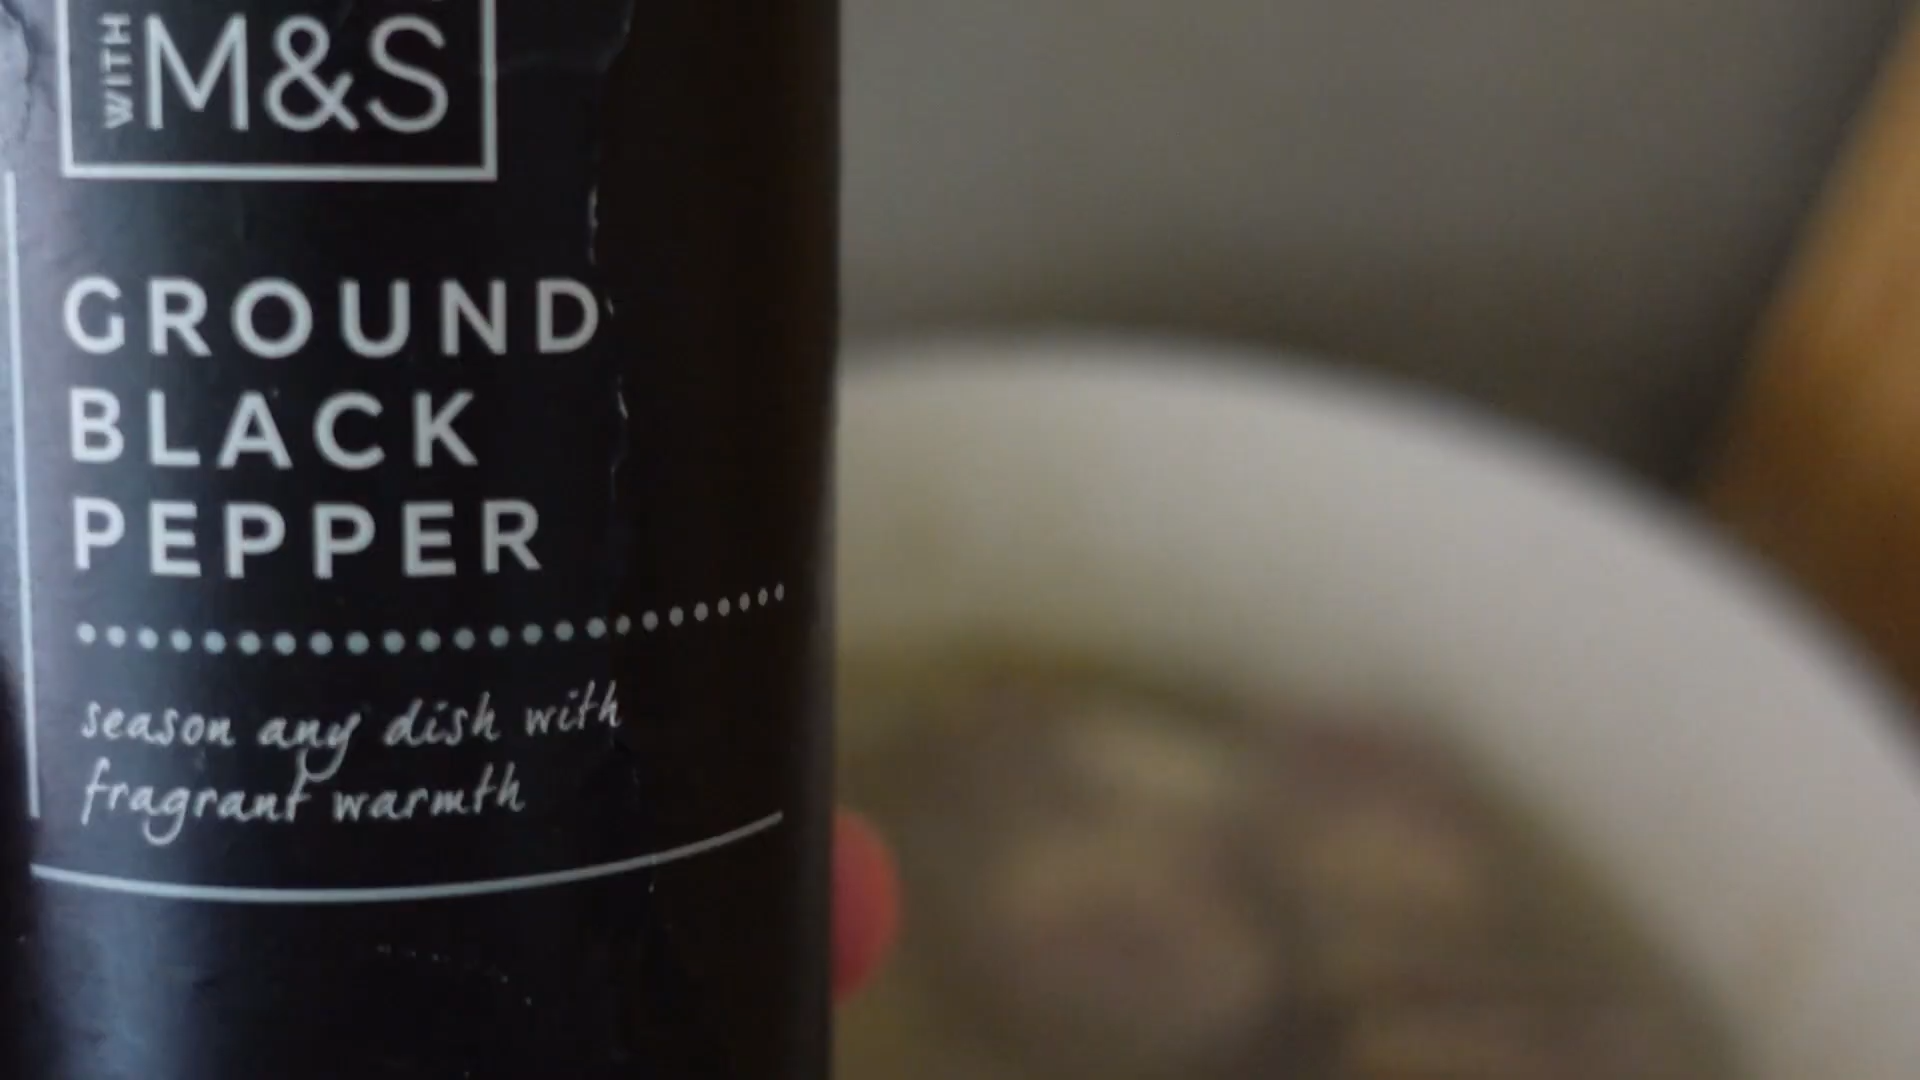 WITH M&S
GROUND
BLACK
PEPPER
season any dish with
fragrant warmth